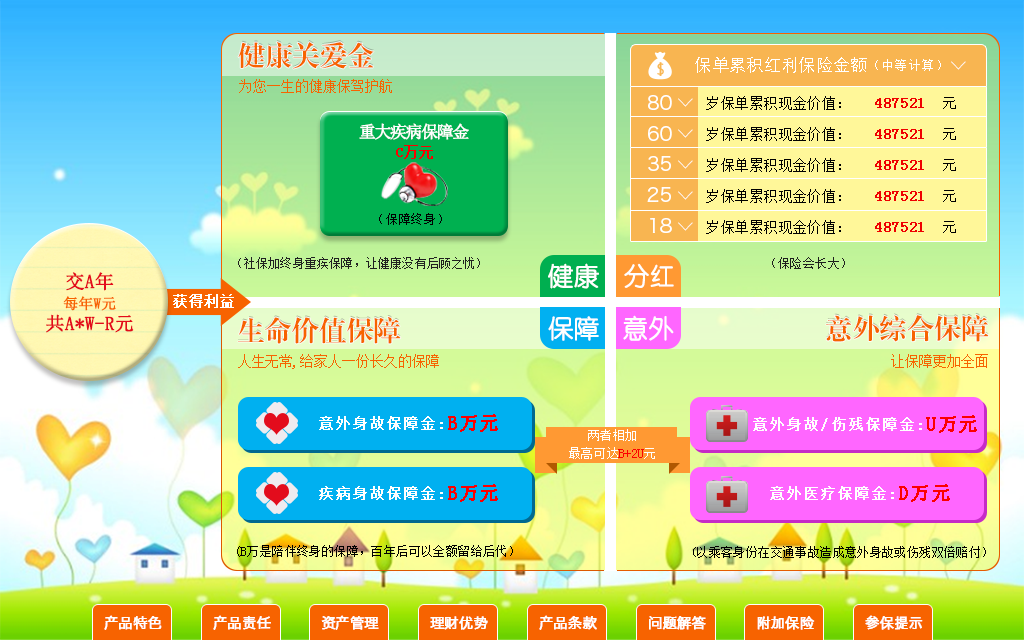 健康关爱金
为您一生的健康保驾护航
重大疾病保障金
C万元
（保障终身）
（社保加终身重疾保障，让健康没有后顾之忧）
健康
保单累积红利保险金额（中等计算）
80 岁保单累积现金价值： 487521 元
60 岁保单累积现金价值： 487521 元
35 岁保单累积现金价值： 487521 元
25 岁保单累积现金价值： 487521 元
18 岁保单累积现金价值： 487521 元
（保险会长大）
分红
交A年
每年W元
共A*W-R元
获得利益
生命价值保障
人生无常,给家人一份长久的保障
保障
意外身故保障金:B万元
疾病身故保障金:B万元
(B万是陪伴终身的保障，百年后可以全额留给后代)
两者相加
最高可达B+2U元
意外
意外综合保障
让保障更加全面
意外身故/伤残保障金:U万元
意外医疗保障金:D万元
(以乘客身份在交通事故造成意外身故或伤残双倍赔付)
产品特色
产品责任
资产管理
理财优势
产品条款
问题解答
附加保险
参保提示